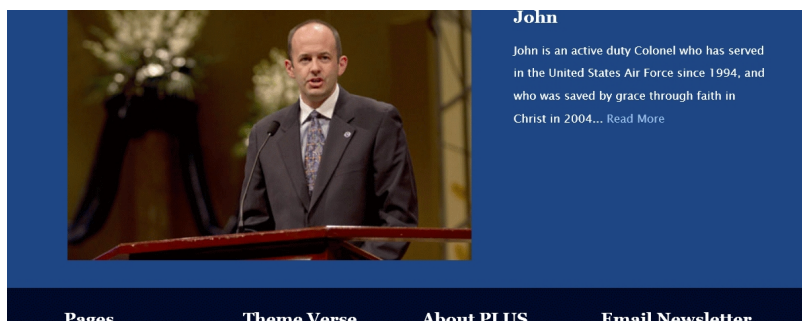 John
John is an active duty Colonel who has served
in the United States Air Force since 1994, and
who was saved by grace through faith in
Christ in 2004... Read More
Pages
Theme Verse
About PLUS
Email Newsletter